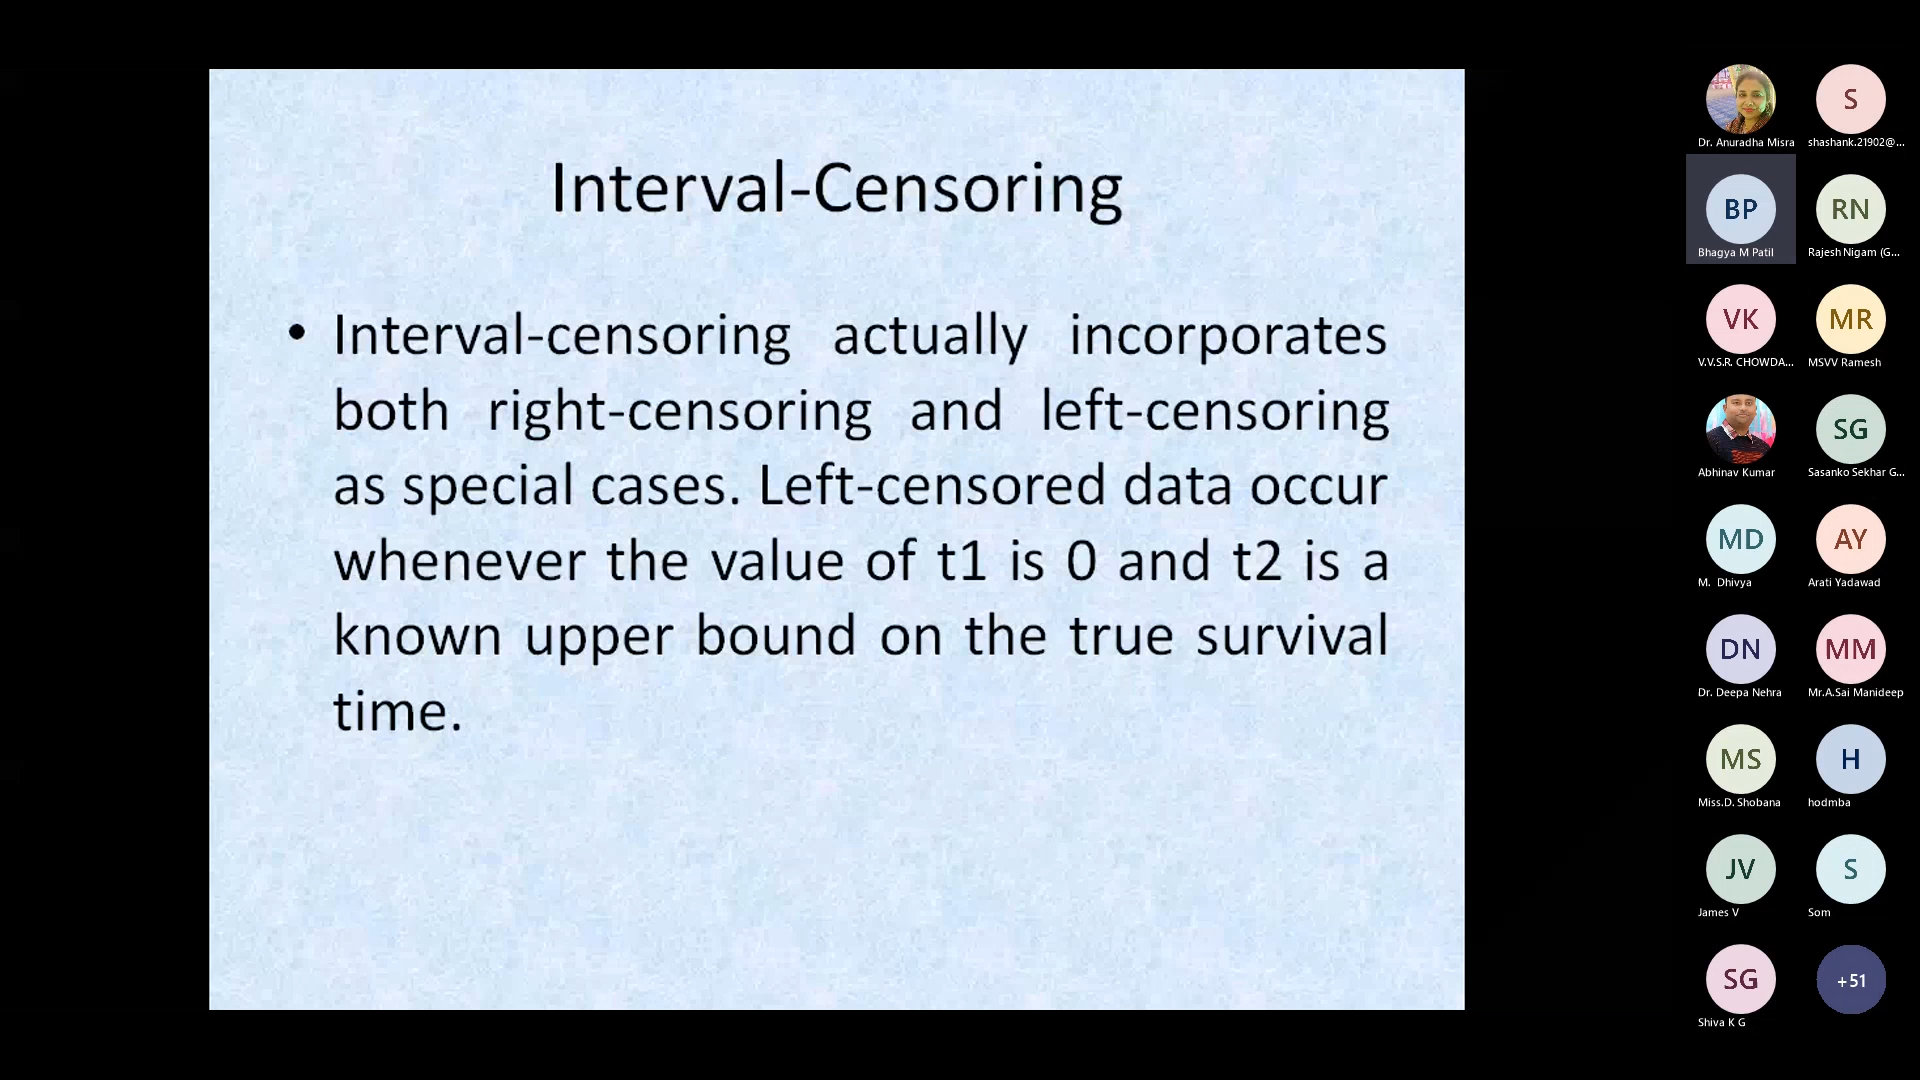 Interval-Censoring
• Interval-censoring actually incorporates
both right-censoring and left-censoring
as special cases. Left-censored data occur
whenever the value of t1 is 0 and t2 is a
known upper bound on the true survival
time.
Dr. Anuradha Misra
S
shashank.21902@...
BP
Bhagya M Patil
RN
Rajesh Nigam (G...
VK
V.V.S.R. CHOWDA...
MR
MSVV Ramesh
Abhinav Kumar
SG
Sasanko Sekhar G...
MD
M. Dhivya
AY
Arati Yadawad
DN
Dr. Deepa Nehra
MM
Mr.A.Sai Manideep
MS
Miss.D. Shobana
H
hodmba
JV
James V
S
Som
SG
Shiva K G
+51